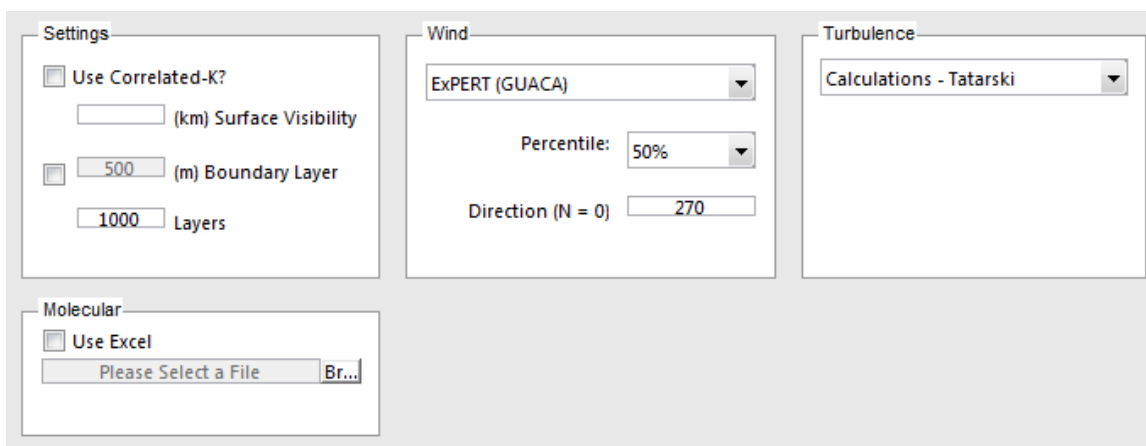 Settings
Use Correlated-K?
(km) Surface Visibility
500 (m) Boundary Layer
1000 Layers
Wind
ExPERT (GUACA)
Percentile: 50%
Direction (N = 0) 270
Turbulence
Calculations - Tatarski
Molecular
Use Excel
Please Select a File Br...